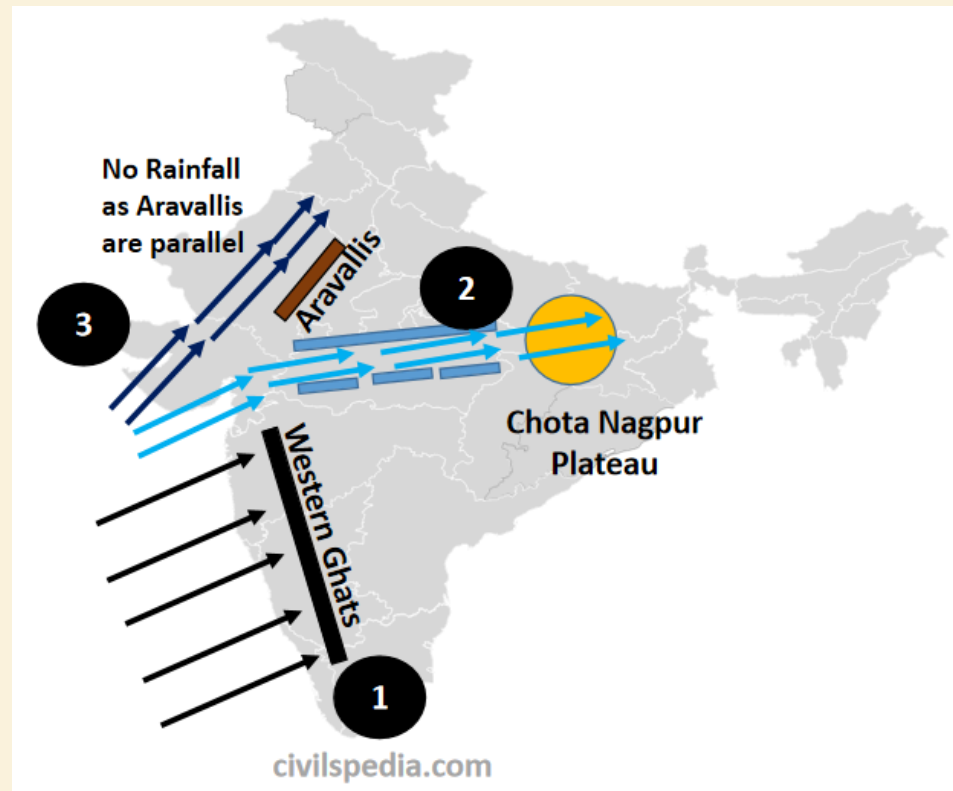 No Rainfall
as Aravallis
are parallel
Aravallis
2
3
Chota Nagpur
Plateau
Western Ghats
1
civilspedia.com